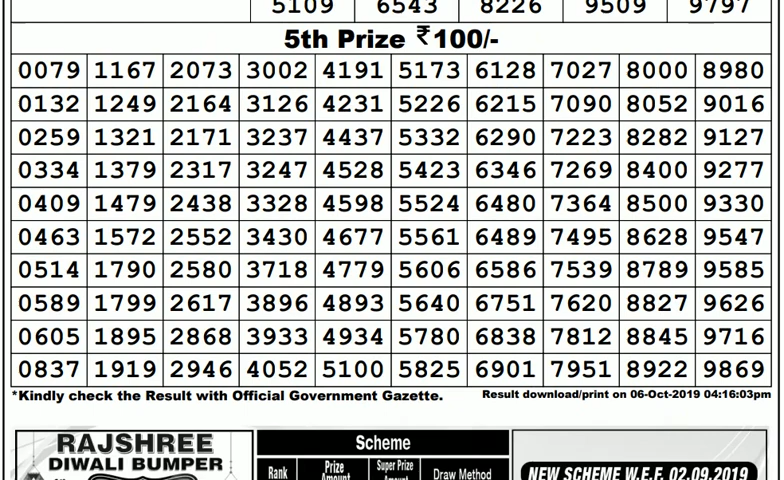 5109 6543 8226 9509 9797
5th Prize ₹100/-
0079 1167 2073 3002 4191 5173 6128 7027 8000 8980
0132 1249 2164 3126 4231 5226 6215 7090 8052 9016
0259 1321 2171 3237 4437 5332 6290 7223 8282 9127
0334 1379 2317 3247 4528 5423 6346 7269 8400 9277
0409 1479 2438 3328 4598 5524 6480 7364 8500 9330
0463 1572 2552 3430 4677 5561 6489 7495 8628 9547
0514 1790 2580 3718 4779 5606 6586 7539 8789 9585
0589 1799 2617 3896 4893 5640 6751 7620 8827 9626
0605 1895 2868 3933 4934 5780 6838 7812 8845 9716
0837 1919 2946 4052 5100 5825 6901 7951 8922 9869
*Kindly check the Result with Official Government Gazette. Result download/print on 06-Oct-2019 04:16:03pm
RAJSHREE
DIWALI BUMPER
Scheme
Rank Prize Amount Super Prize Amount Draw Method
NEW SCHEME W.E.F. 02.09.2019